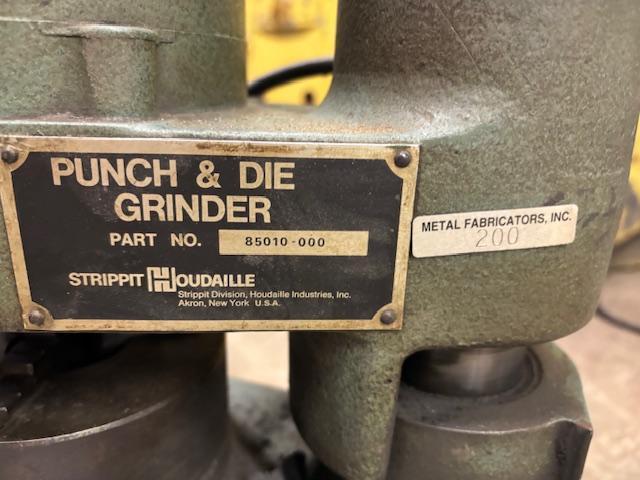 PUNCH & DIE
GRINDER
PART NO. 85010-000
STRIPPIT HOUDAILLE
Strippit Division, Houdaille Industries, Inc.
Akron, New York U.S.A.
METAL FABRICATORS, INC.
200